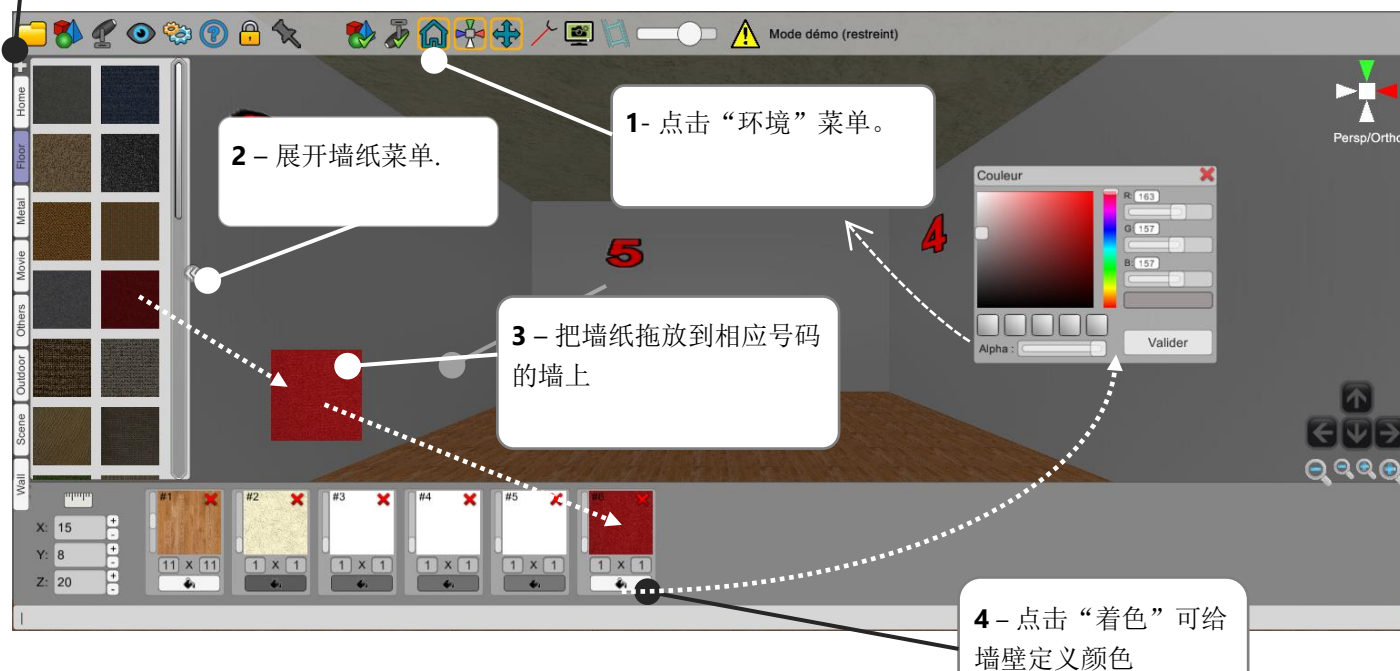 Mode démo (restreint)
1- 点击“环境”菜单。
2 – 展开墙纸菜单.
3 – 把墙纸拖放到相应号码
的墙上
4 – 点击“着色”可给
墙壁定义颜色
Persp/Ortho
Home
Floor
Metal
Movie
Others
Outdoor
Scene
Wall
5
4
Couleur
R: 163
G: 157
B: 157
Alpha :
Valider
X: 15
Y: 8
Z: 20
#1
11 X 11
#2
1 X 1
#3
1 X 1
#4
1 X 1
#5
1 X 1
#6
1 X 1